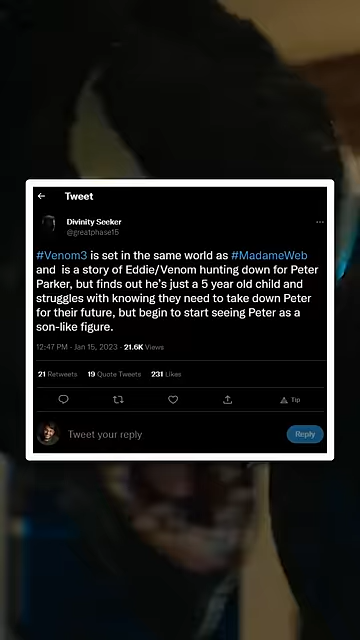 Tweet
Divinity Seeker
@greatphase15
#Venom3 is set in the same world as #MadameWeb
and  is a story of Eddie/Venom hunting down for Peter
Parker, but finds out he's just a 5 year old child and
struggles with knowing they need to take down Peter
for their future, but begin to start seeing Peter as a
son-like figure.
12:47 PM · Jan 15, 2023 · 21.6K Views
21 Retweets 19 Quote Tweets 231 Likes
Tip
Tweet your reply
Reply